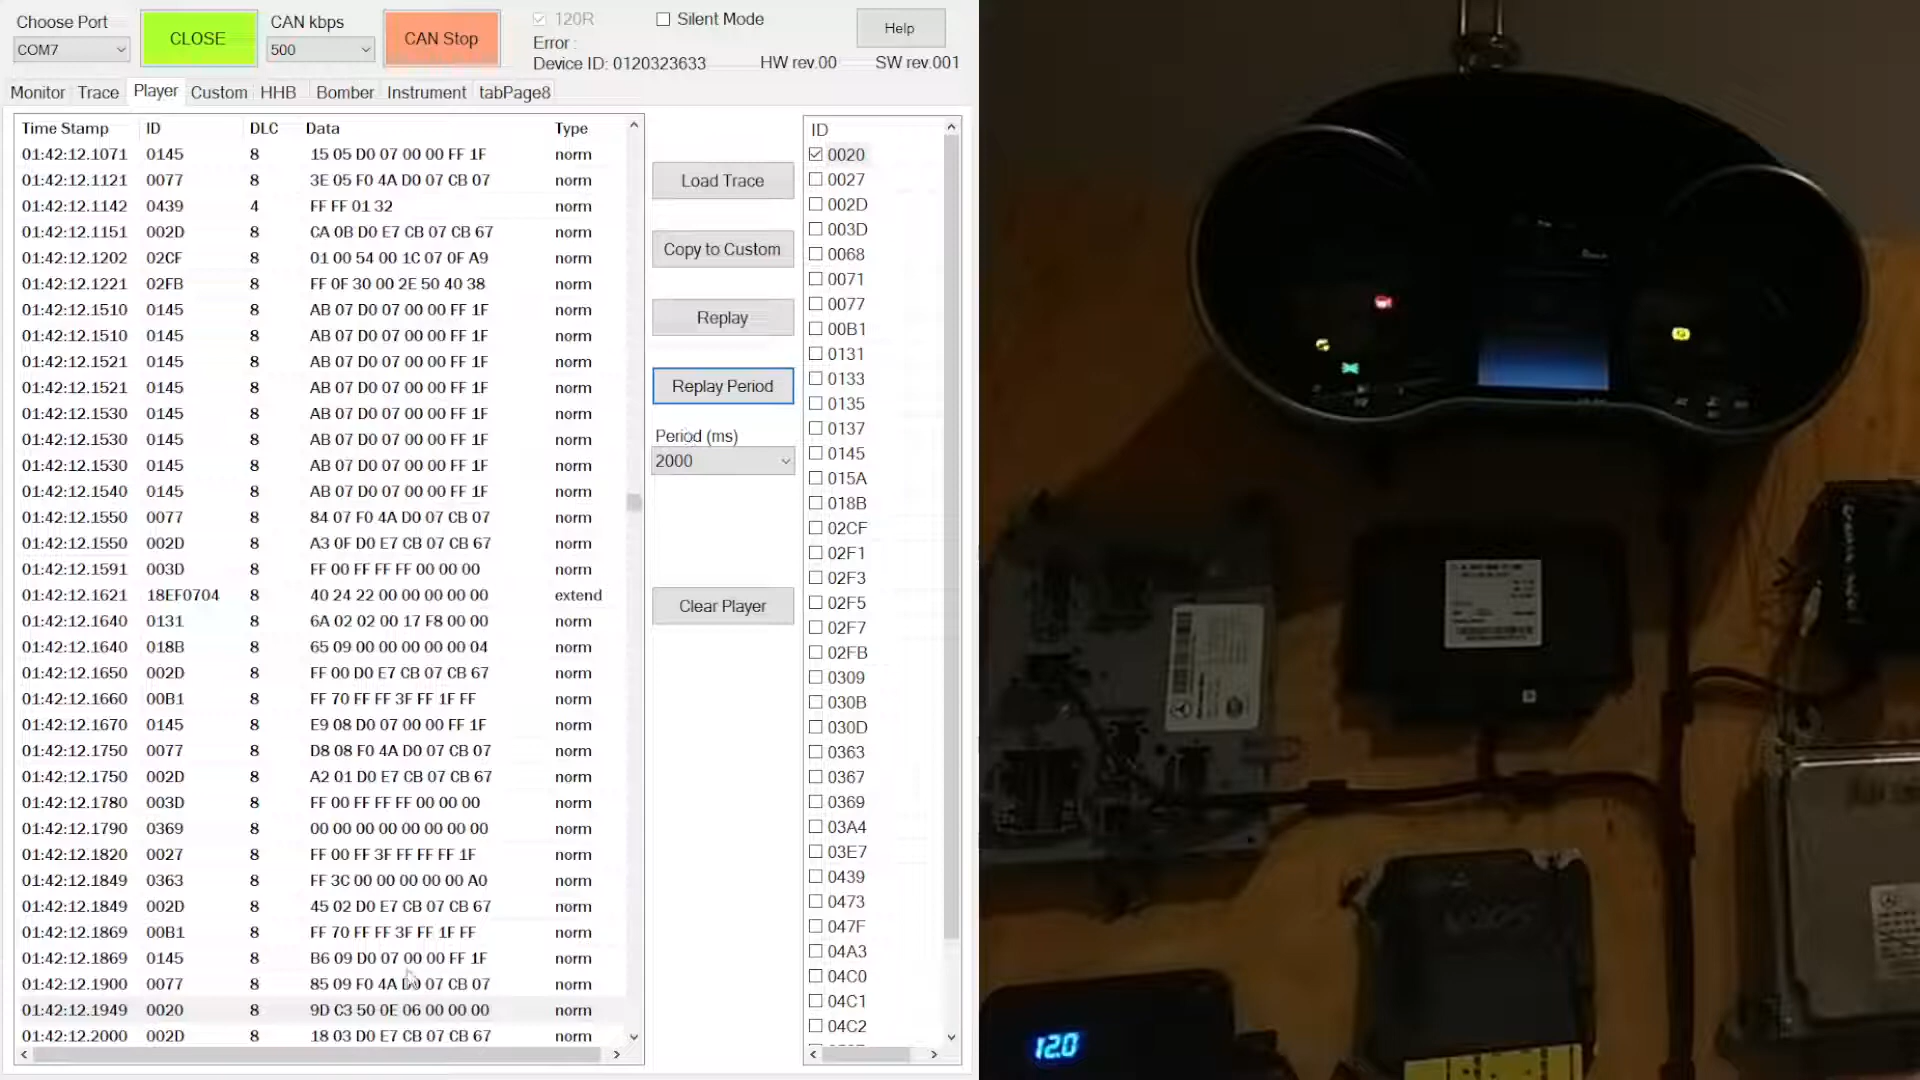 Choose Port
CLOSE
CAN kbps
CAN Stop
120R
Silent Mode
Help
COM7
500
Error :
Device ID: 0120323633
HW rev.00
SW rev.001
Monitor
Trace
Player
Custom
HHB
Bomber
Instrument
tabPage8
Time Stamp ID DLC Data Type
01:42:12.1071 0145 8 15 05 D0 07 00 00 FF 1F norm
01:42:12.1121 0077 8 3E 05 F0 4A D0 07 CB 07 norm
01:42:12.1142 0439 4 FF FF 01 32 norm
01:42:12.1151 002D 8 CA 0B D0 E7 CB 07 CB 67 norm
01:42:12.1202 02CF 8 01 00 54 00 1C 07 0F A9 norm
01:42:12.1221 02FB 8 FF 0F 30 00 2E 50 40 38 norm
01:42:12.1510 0145 8 AB 07 D0 07 00 00 FF 1F norm
01:42:12.1510 0145 8 AB 07 D0 07 00 00 FF 1F norm
01:42:12.1521 0145 8 AB 07 D0 07 00 00 FF 1F norm
01:42:12.1521 0145 8 AB 07 D0 07 00 00 FF 1F norm
01:42:12.1530 0145 8 AB 07 D0 07 00 00 FF 1F norm
01:42:12.1530 0145 8 AB 07 D0 07 00 00 FF 1F norm
01:42:12.1530 0145 8 AB 07 D0 07 00 00 FF 1F norm
01:42:12.1540 0145 8 AB 07 D0 07 00 00 FF 1F norm
01:42:12.1550 0077 8 84 07 F0 4A D0 07 CB 07 norm
01:42:12.1550 002D 8 A3 0F D0 E7 CB 07 CB 67 norm
01:42:12.1591 003D 8 FF 00 FF FF FF 00 00 00 norm
01:42:12.1621 18EF0704 8 40 24 22 00 00 00 00 00 extend
01:42:12.1640 0131 8 6A 02 02 00 17 F8 00 00 norm
01:42:12.1640 018B 8 65 09 00 00 00 00 00 04 norm
01:42:12.1650 002D 8 FF 00 D0 E7 CB 07 CB 67 norm
01:42:12.1660 00B1 8 FF 70 FF FF 3F FF 1F FF norm
01:42:12.1670 0145 8 E9 08 D0 07 00 00 FF 1F norm
01:42:12.1750 0077 8 D8 08 F0 4A D0 07 CB 07 norm
01:42:12.1750 002D 8 A2 01 D0 E7 CB 07 CB 67 norm
01:42:12.1780 003D 8 FF 00 FF FF FF 00 00 00 norm
01:42:12.1790 0369 8 00 00 00 00 00 00 00 00 norm
01:42:12.1820 0027 8 FF 00 FF 3F FF FF FF 1F norm
01:42:12.1849 0363 8 FF 3C 00 00 00 00 00 A0 norm
01:42:12.1849 002D 8 45 02 D0 E7 CB 07 CB 67 norm
01:42:12.1869 00B1 8 FF 70 FF FF 3F FF 1F FF norm
01:42:12.1869 0145 8 B6 09 D0 07 00 00 FF 1F norm
01:42:12.1900 0077 8 85 09 F0 4A D0 07 CB 07 norm
01:42:12.1949 0020 8 9D C3 50 0E 06 00 00 00 norm
01:42:12.2000 002D 8 18 03 D0 E7 CB 07 CB 67 norm
Load Trace
Copy to Custom
Replay
Replay Period
Period (ms)
2000
Clear Player
ID
0020
0027
002D
003D
0068
0071
0077
00B1
0131
0133
0135
0137
0145
015A
018B
02CF
02F1
02F3
02F5
02F7
02FB
0309
030B
030D
0363
0367
0369
03A4
03E7
0439
0473
047F
04A3
04C0
04C1
04C2
12.0